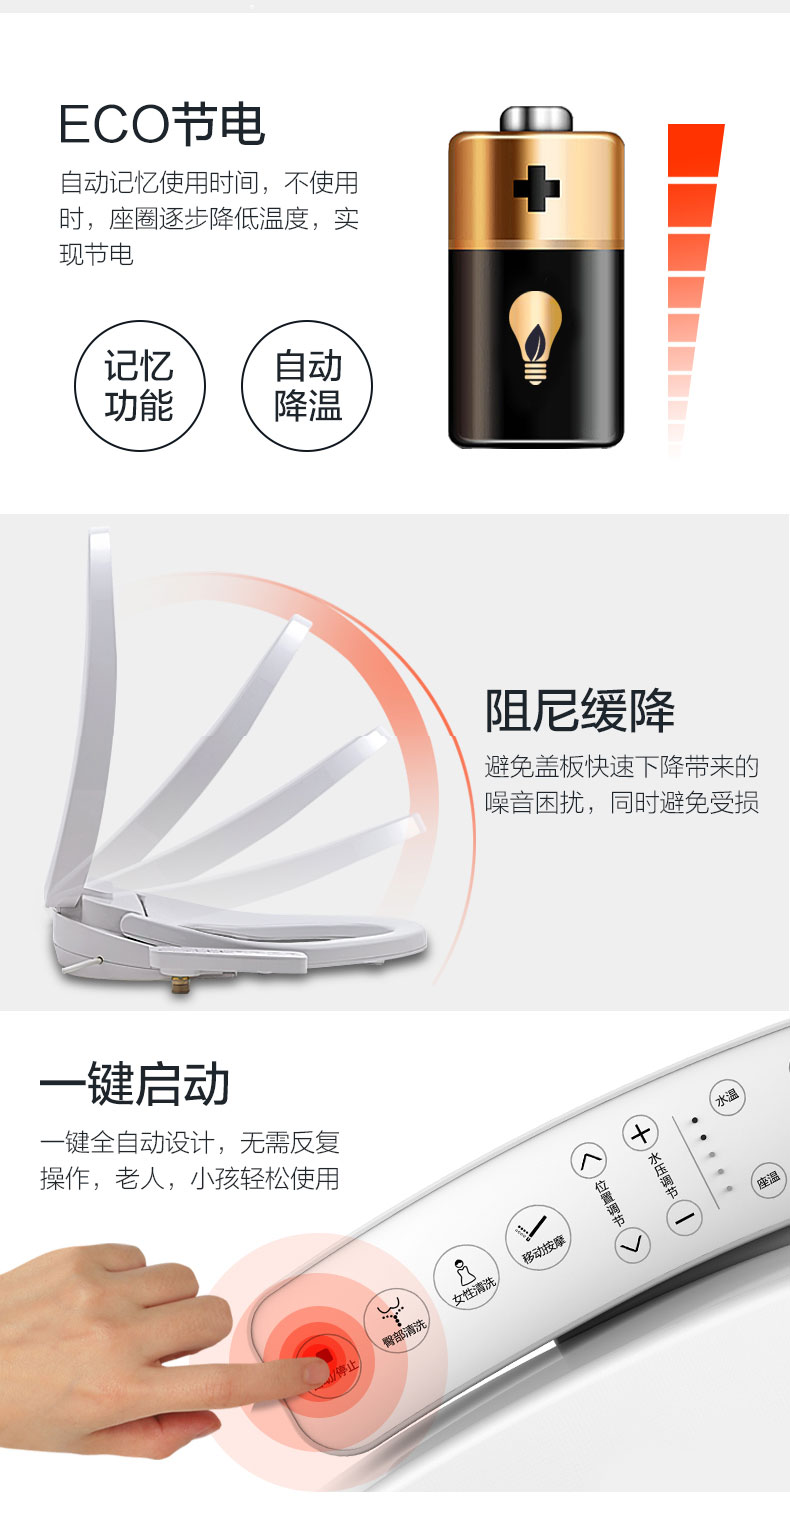 ECO节电
自动记忆使用时间，不使用
时，座圈逐步降低温度，实
现节电
记忆
功能
自动
降温
阻尼缓降
避免盖板快速下降带来的
噪音困扰，同时避免受损
一键启动
一键全自动设计，无需反复
操作，老人，小孩轻松使用
水温
水压调节
座温
位置调节
移动按摩
女性清洗
臀部清洗
/停止